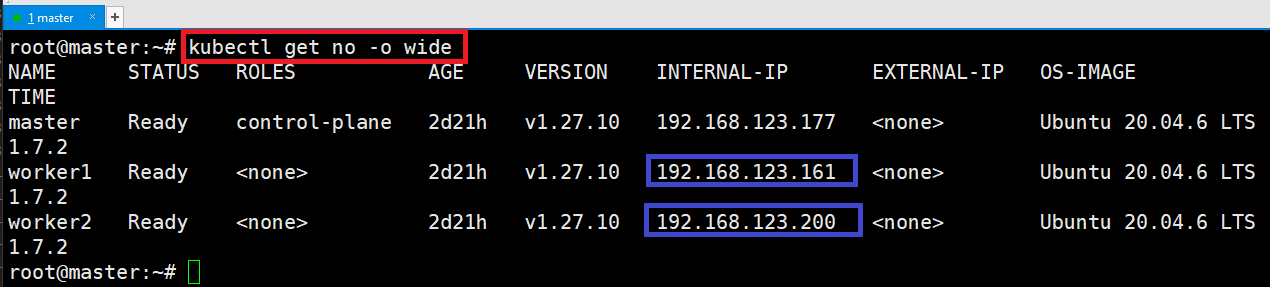 1 master × +
root@master:~# kubectl get no -o wide
NAME STATUS ROLES AGE VERSION INTERNAL-IP EXTERNAL-IP OS-IMAGE
TIME
master Ready control-plane 2d21h v1.27.10 192.168.123.177 <none> Ubuntu 20.04.6 LTS
1.7.2
worker1 Ready <none> 2d21h v1.27.10 192.168.123.161 <none> Ubuntu 20.04.6 LTS
1.7.2
worker2 Ready <none> 2d21h v1.27.10 192.168.123.200 <none> Ubuntu 20.04.6 LTS
1.7.2
root@master:~#